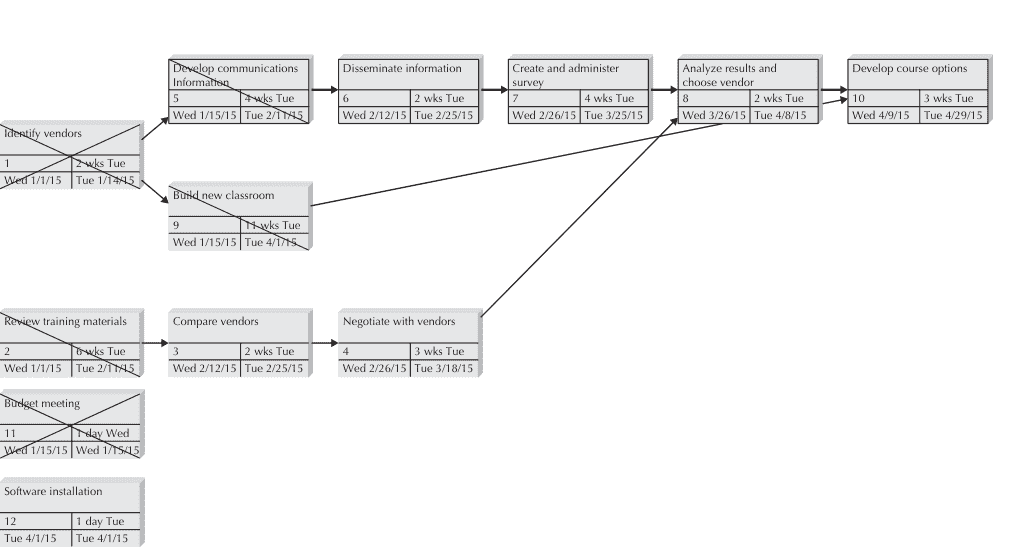 Develop communications
Information
5 4 wks Tue
Wed 1/15/15 Tue 2/11/15
Disseminate information
6 2 wks Tue
Wed 2/12/15 Tue 2/25/15
Create and administer
survey
7 4 wks Tue
Wed 2/26/15 Tue 3/25/15
Analyze results and
choose vendor
8 2 wks Tue
Wed 3/26/15 Tue 4/8/15
Develop course options
10 3 wks Tue
Wed 4/9/15 Tue 4/29/15
Identify vendors
1 2 wks Tue
Wed 1/1/15 Tue 1/14/15
Build new classroom
9 11 wks Tue
Wed 1/15/15 Tue 4/1/15
Review training materials
2 6 wks Tue
Wed 1/1/15 Tue 2/11/15
Compare vendors
3 2 wks Tue
Wed 2/12/15 Tue 2/25/15
Negotiate with vendors
4 3 wks Tue
Wed 2/26/15 Tue 3/18/15
Budget meeting
11 1 day Wed
Wed 1/15/15 Wed 1/15/15
Software installation
12 1 day Tue
Tue 4/1/15 Tue 4/1/15